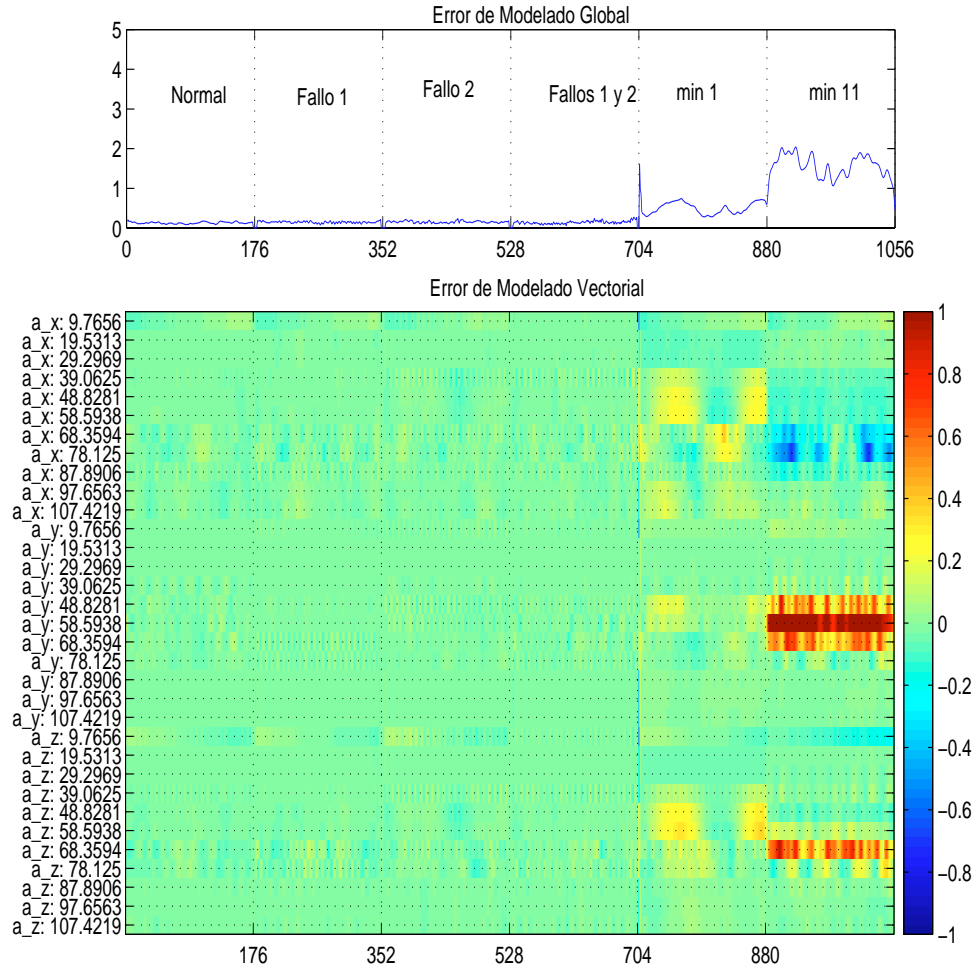 Error de Modelado Global
5
4
3
2
1
0
Normal
Fallo 1
Fallo 2
Fallos 1 y 2
min 1
min 11
0 176 352 528 704 880 1056
Error de Modelado Vectorial
a_x: 9.7656
a_x: 19.5313
a_x: 29.2969
a_x: 39.0625
a_x: 48.8281
a_x: 58.5938
a_x: 68.3594
a_x: 78.125
a_x: 87.8906
a_x: 97.6563
a_x: 107.4219
a_y: 9.7656
a_y: 19.5313
a_y: 29.2969
a_y: 39.0625
a_y: 48.8281
a_y: 58.5938
a_y: 68.3594
a_y: 78.125
a_y: 87.8906
a_y: 97.6563
a_y: 107.4219
a_z: 9.7656
a_z: 19.5313
a_z: 29.2969
a_z: 39.0625
a_z: 48.8281
a_z: 58.5938
a_z: 68.3594
a_z: 78.125
a_z: 87.8906
a_z: 97.6563
a_z: 107.4219
176 352 528 704 880
1
0.8
0.6
0.4
0.2
0
−0.2
−0.4
−0.6
−0.8
−1